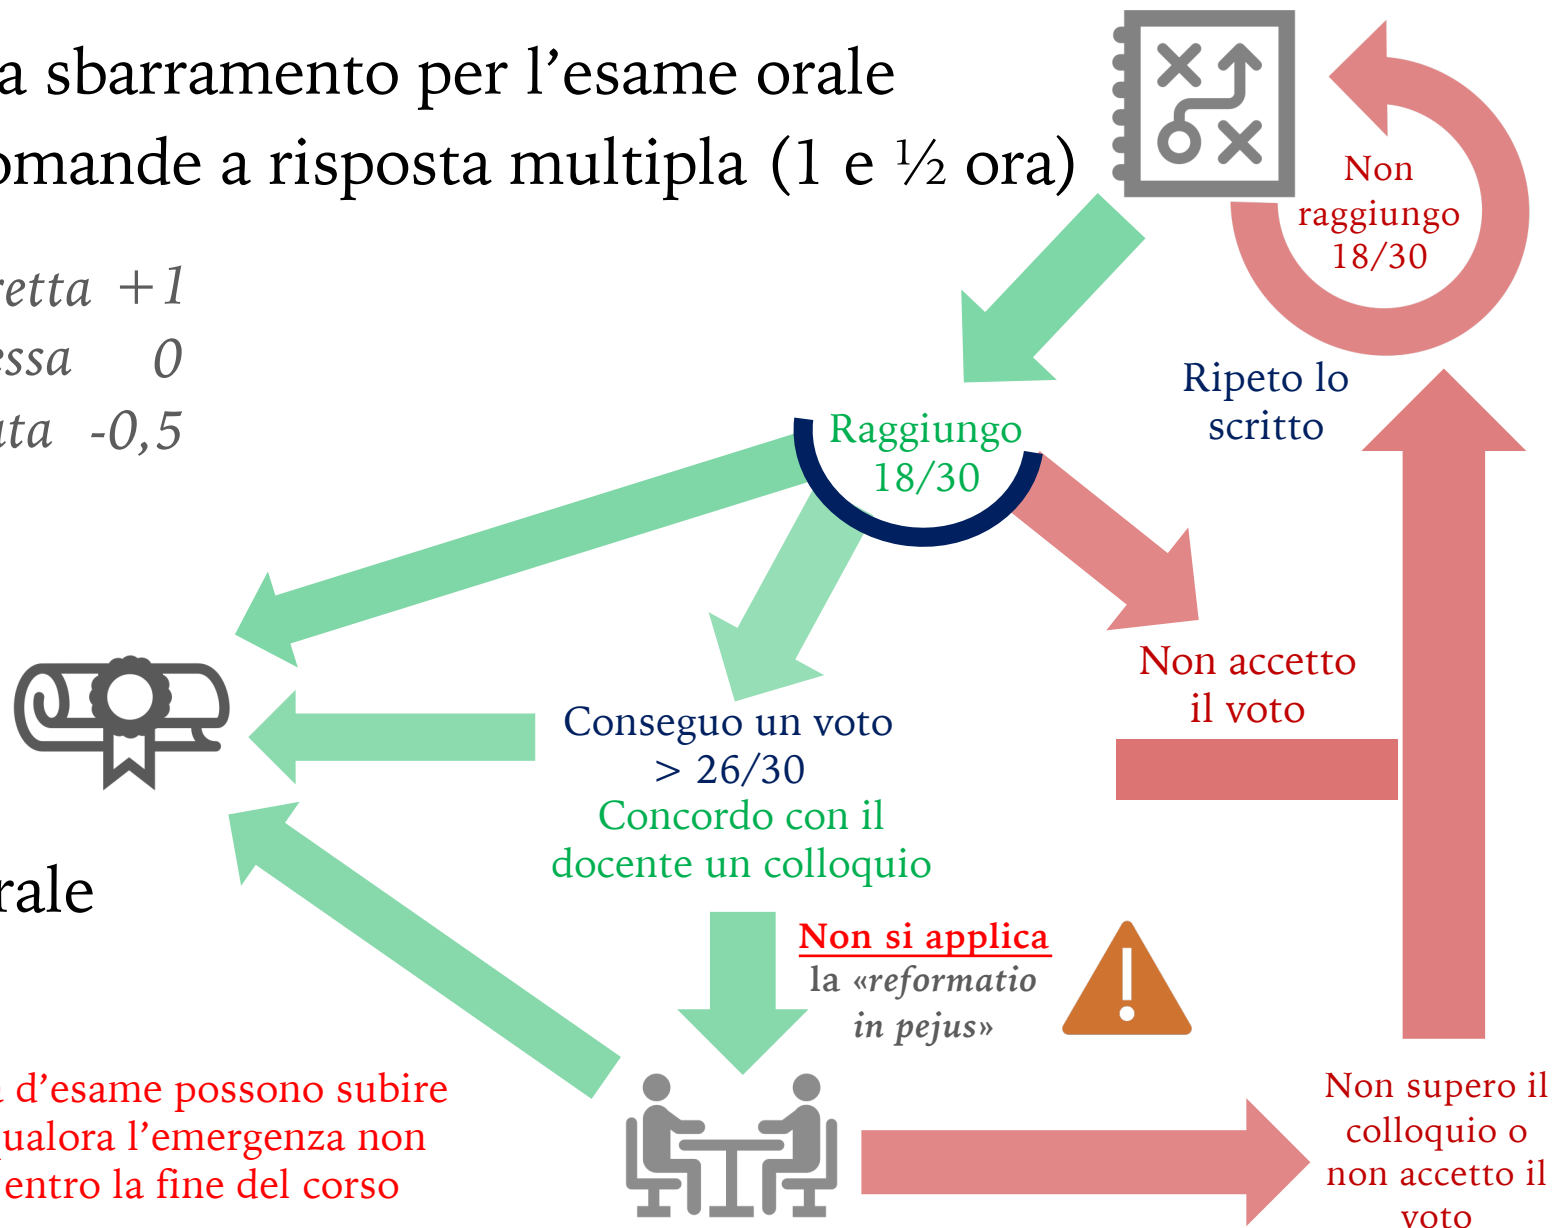 a sbarramento per l’esame orale
omande a risposta multipla (1 e ½ ora)
Non
raggiungo
18/30
retta +1
essa 0
ata -0,5
Ripeto lo
scritto
Raggiungo
18/30
Non accetto
il voto
Conseguo un voto
> 26/30
Concordo con il
docente un colloquio
rale
Non si applica
la «reformatio
in pejus»
a d’esame possono subire
qualora l’emergenza non
entro la fine del corso
Non supero il
colloquio o
non accetto il
voto